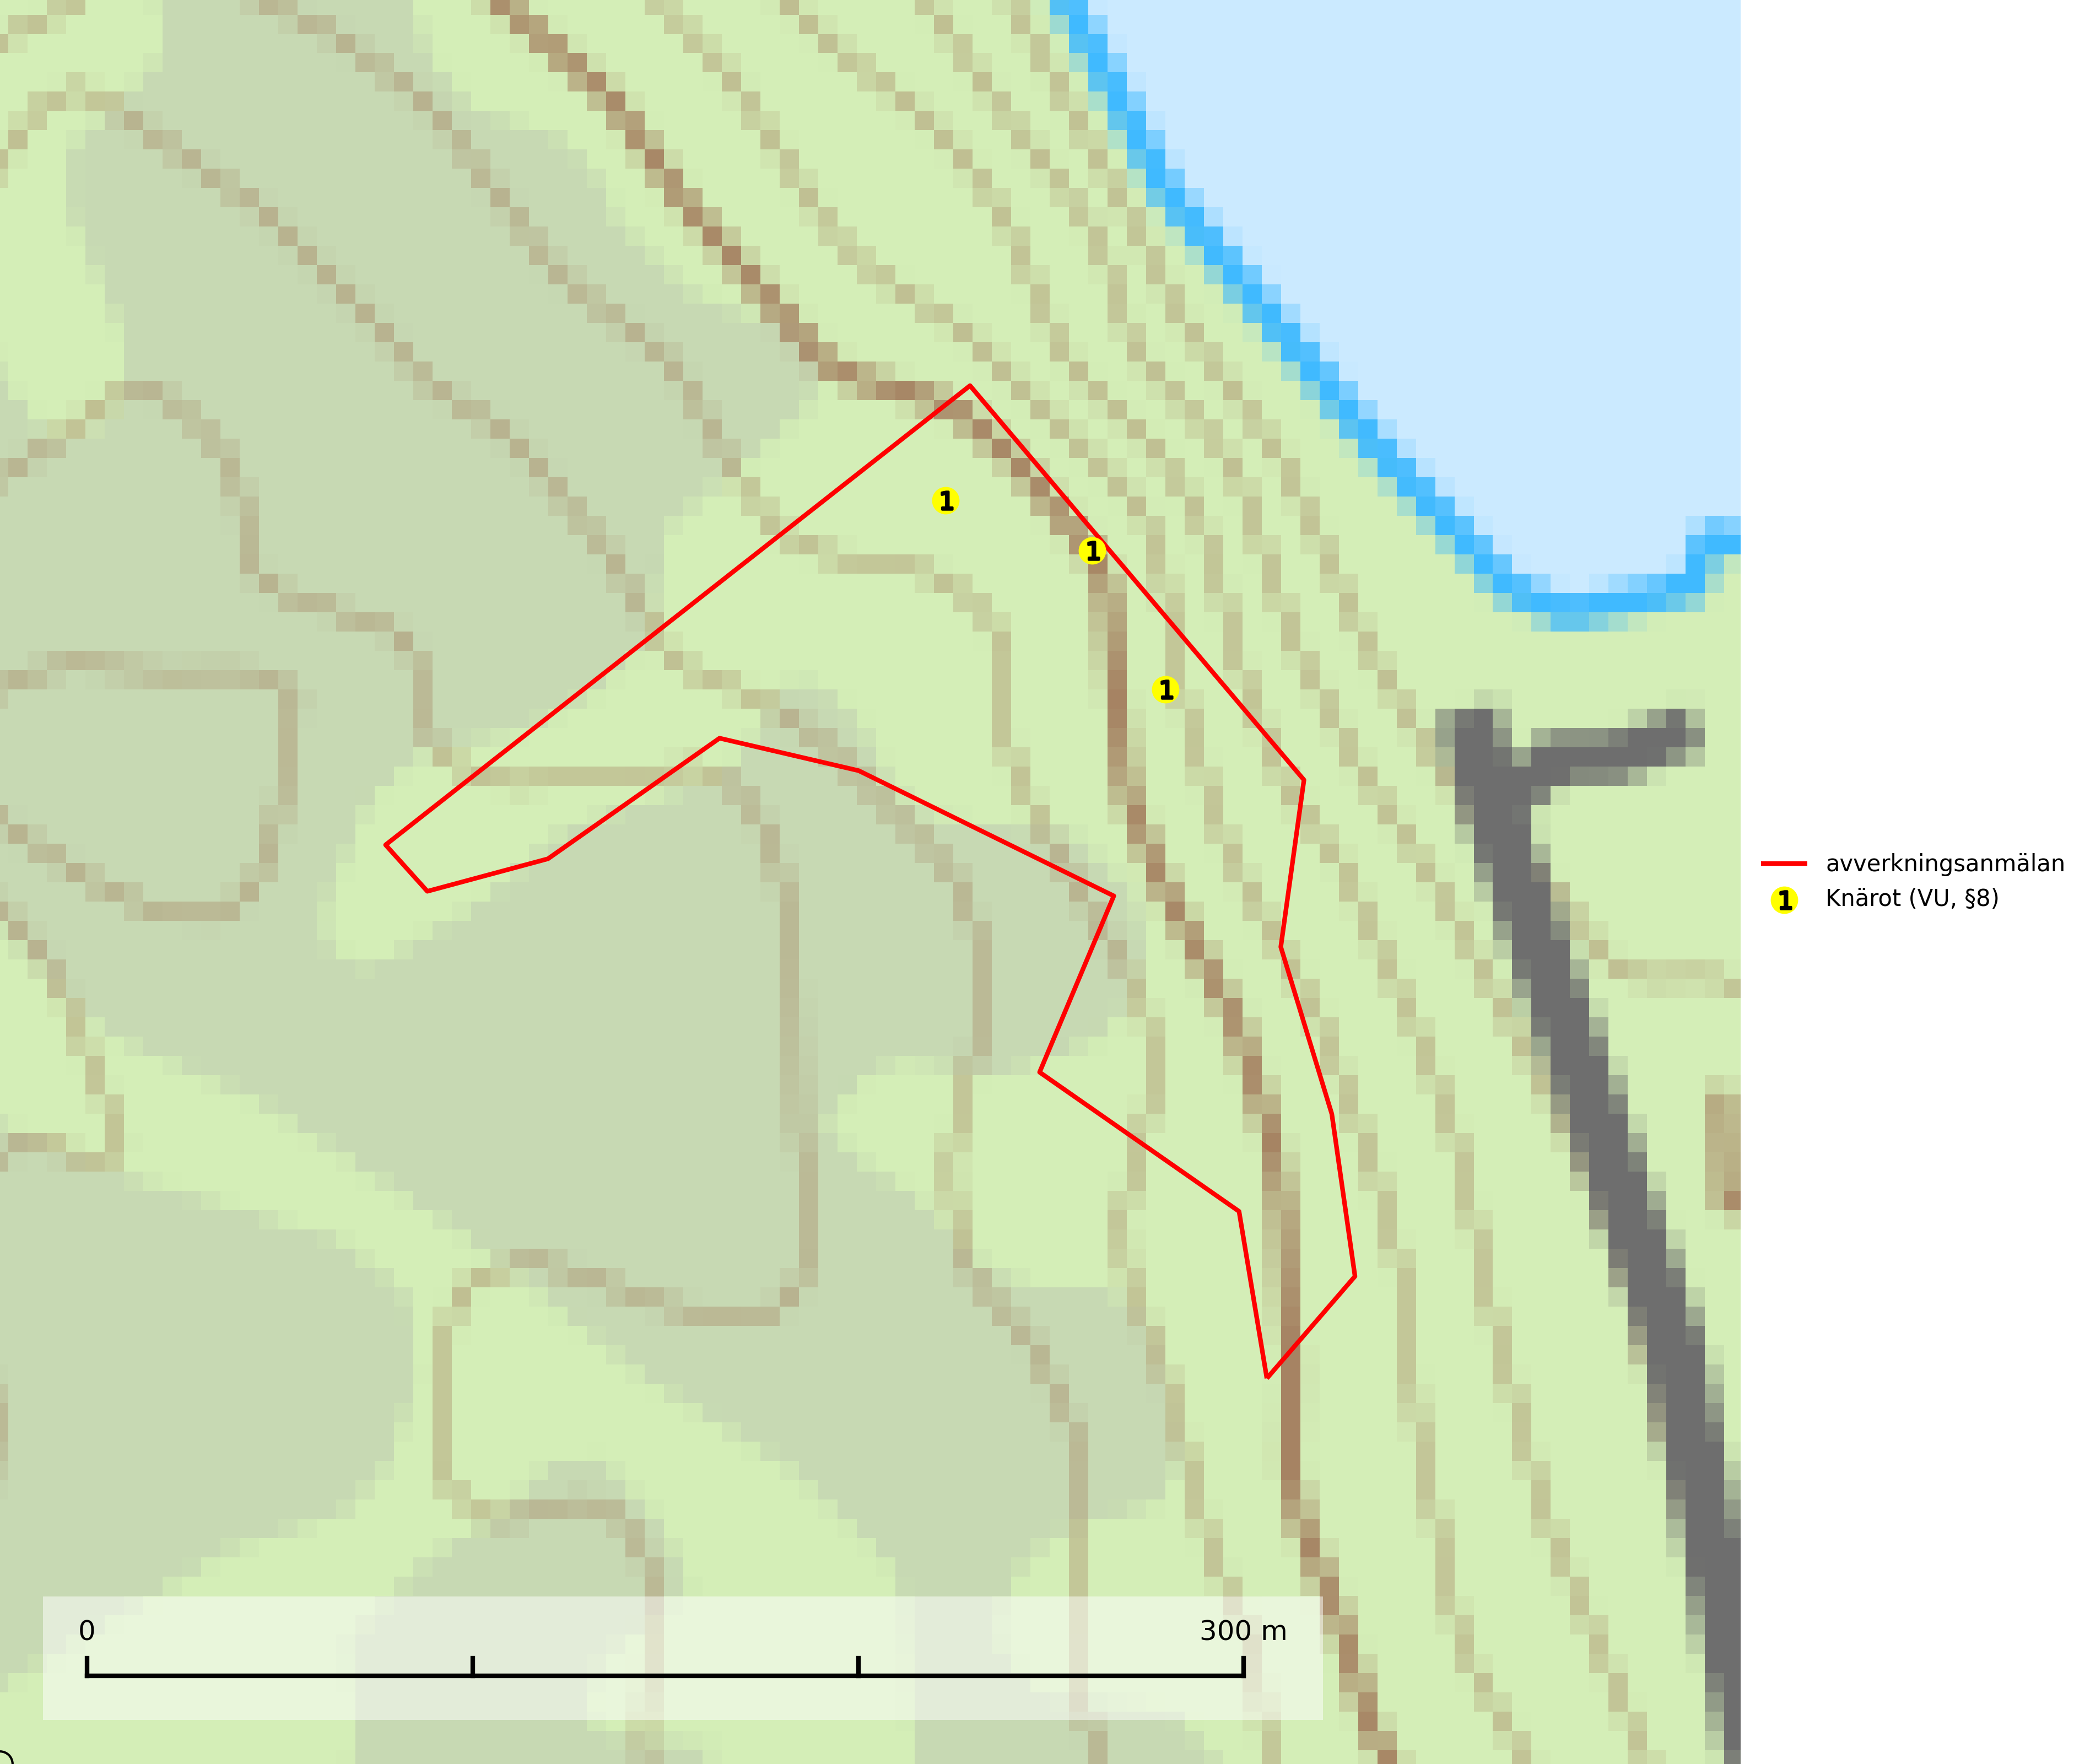 1
1
1
avverkningsanmälan
1 Knärot (VU, §8)
0 300 m